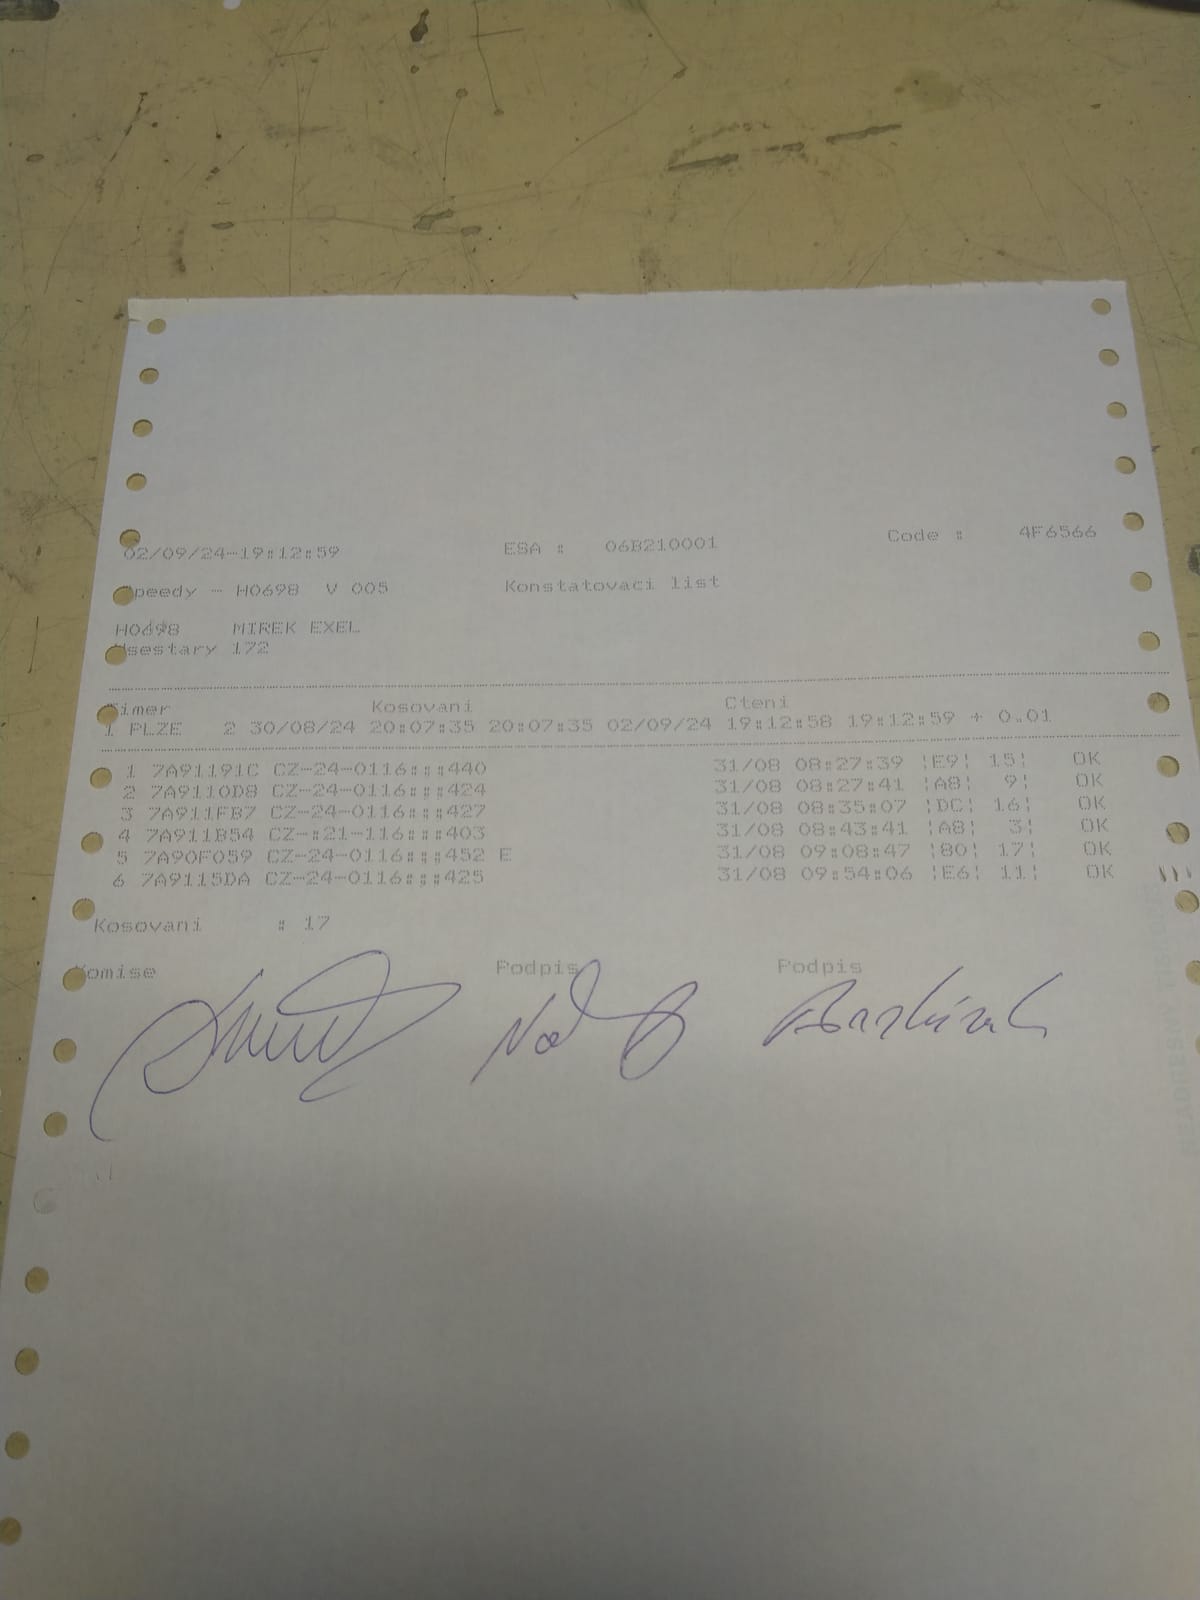 02/09/24-19:12:59 ESA : 06B210001 Code : 4F6566
peedy - H0698 V 005 Konstatovaci list
H0698 MIREK EXEL
sestary 172
imer Kosovani Cteni
1 PLZE 2 30/08/24 20:07:35 20:07:35 02/09/24 19:12:58 19:12:59 + 0.01
1 7A91191C CZ-24-0116:::440 31/08 08:27:39 ¦E9¦ 15¦ OK
2 7A9110D8 CZ-24-0116:::424 31/08 08:27:41 ¦A8¦ 9¦ OK
3 7A911FB7 CZ-24-0116:::427 31/08 08:35:07 ¦DC¦ 16¦ OK
4 7A911B54 CZ-:21-116:::403 31/08 08:43:41 ¦A8¦ 3¦ OK
5 7A90F059 CZ-24-0116:::452 E 31/08 09:08:47 ¦80¦ 17¦ OK
6 7A9115DA CZ-24-0116:::425 31/08 09:54:06 ¦E6¦ 11¦ OK
Kosovani : 17
omise Podpis Podpis